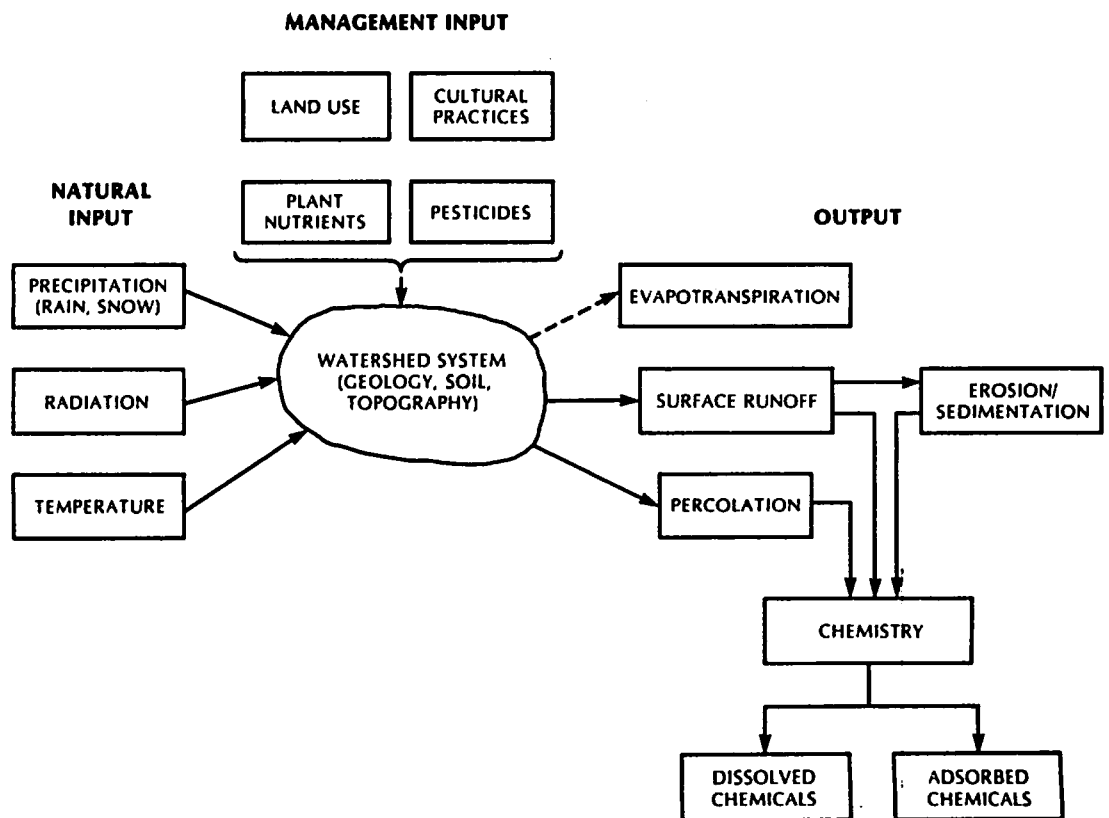 MANAGEMENT INPUT
LAND USE
CULTURAL
PRACTICES
PLANT
NUTRIENTS
PESTICIDES
NATURAL
INPUT
PRECIPITATION
(RAIN, SNOW)
RADIATION
TEMPERATURE
WATERSHED SYSTEM
(GEOLOGY, SOIL,
TOPOGRAPHY)
OUTPUT
EVAPOTRANSPIRATION
SURFACE RUNOFF
EROSION/
SEDIMENTATION
PERCOLATION
CHEMISTRY
DISSOLVED
CHEMICALS
ADSORBED
CHEMICALS